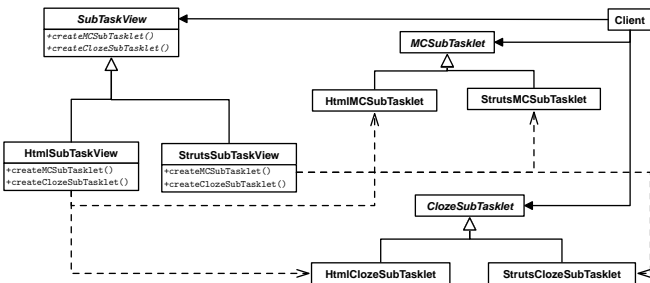 SubTaskView
+createMCSubTasklet()
+createClozeSubTasklet()
Client
MCSubTasklet
HtmlMCSubTasklet
StrutsMCSubTasklet
HtmlSubTaskView
+createMCSubTasklet()
+createClozeSubTasklet()
StrutsSubTaskView
+createMCSubTasklet()
+createClozeSubTasklet()
ClozeSubTasklet
HtmlClozeSubTasklet
StrutsClozeSubTasklet